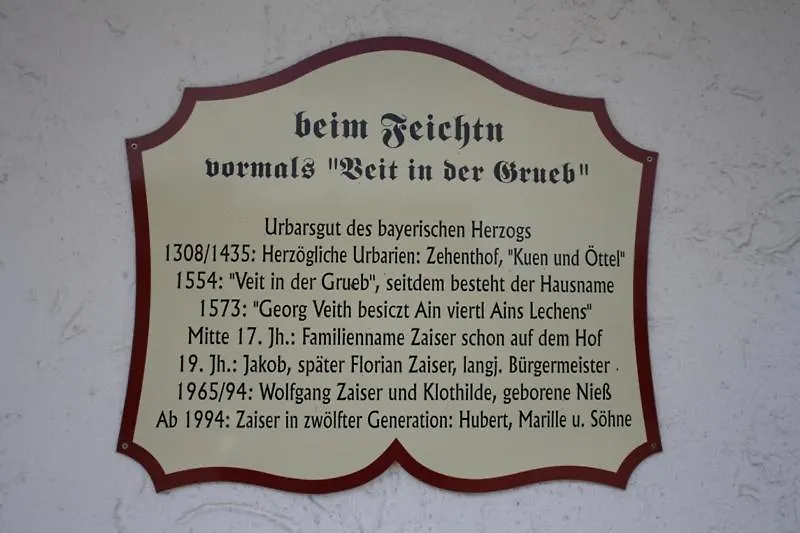 beim Feichtn
vormals "Veit in der Grueb"
Urbarsgut des bayerischen Herzogs
1308/1435: Herzögliche Urbarien: Zehenthof, "Kuen und Öttel"
1554: "Veit in der Grueb", seitdem besteht der Hausname
1573: "Georg Veith besiczt Ain viertl Ains Lechens"
Mitte 17. Jh.: Familienname Zaiser schon auf dem Hof
19. Jh.: Jakob, später Florian Zaiser, langj. Bürgermeister
1965/94: Wolfgang Zaiser und Klothilde, geborene Nieß
Ab 1994: Zaiser in zwölfter Generation: Hubert, Marille u. Söhne